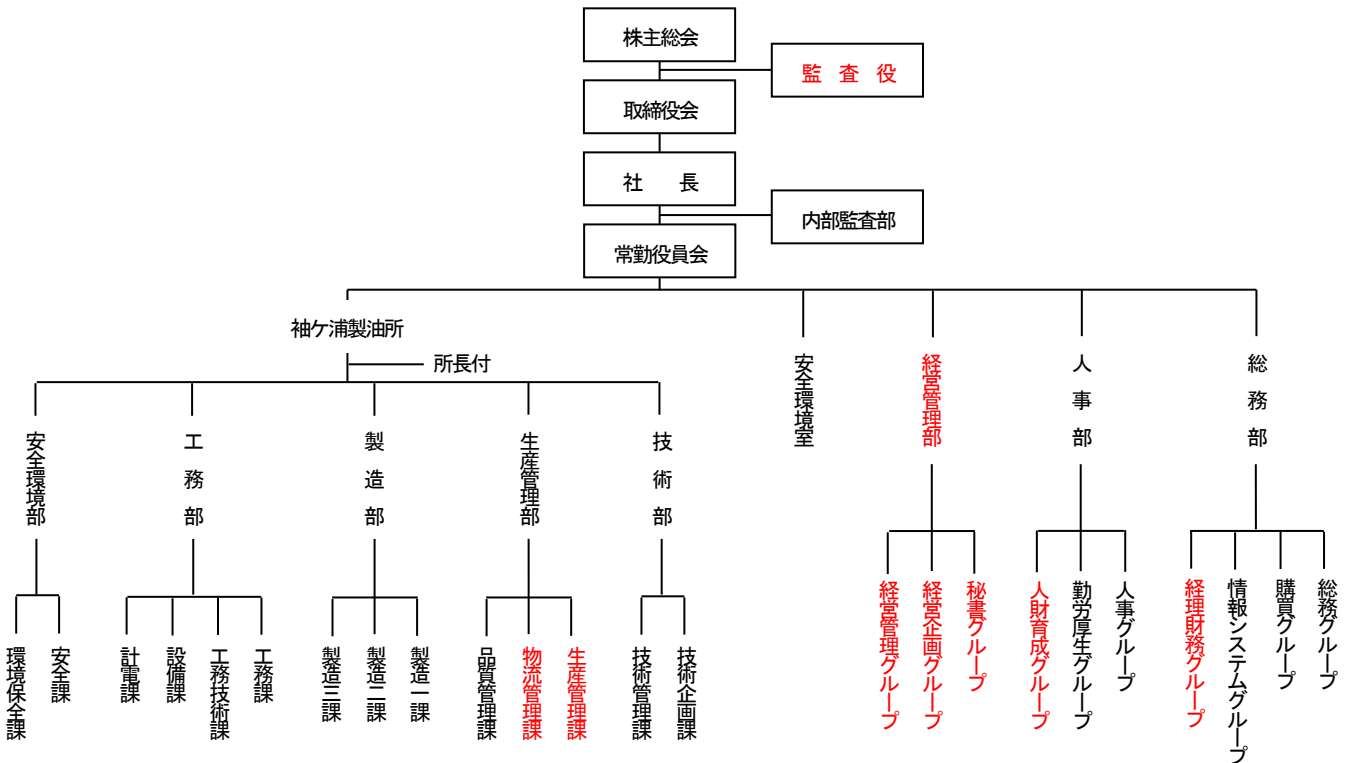 株主総会
監　査　役
取締役会
社　　長
内部監査部
常勤役員会
袖ケ浦製油所
所長付
安全環境室
経営管理部
人事部
総務部
安全環境部
工務部
製造部
生産管理部
技術部
経営管理グループ
経営企画グループ
秘書グループ
人財育成グループ
勤労厚生グループ
人事グループ
経理財務グループ
情報システムグループ
購買グループ
総務グループ
環境保全課
安全課
計電課
設備課
工務技術課
工務課
製造三課
製造二課
製造一課
品質管理課
物流管理課
生産管理課
技術管理課
技術企画課